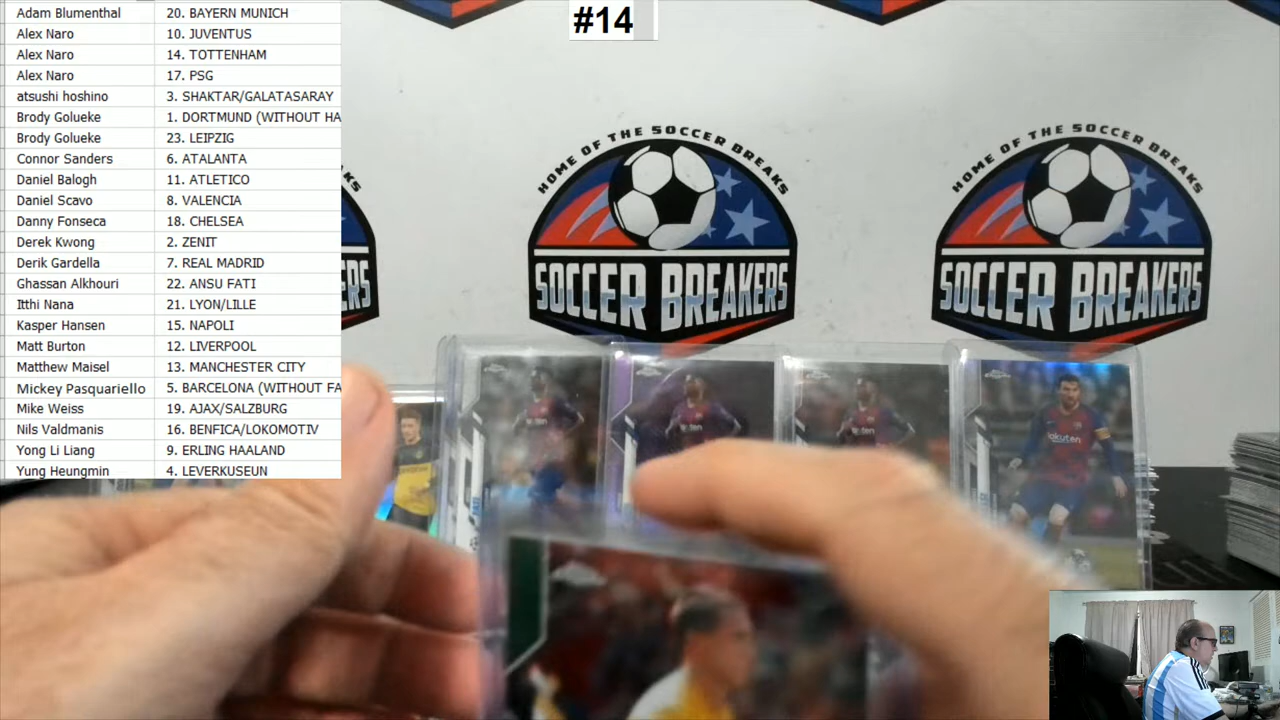 #14
Adam Blumenthal 20. BAYERN MUNICH
Alex Naro 10. JUVENTUS
Alex Naro 14. TOTTENHAM
Alex Naro 17. PSG
atsushi hoshino 3. SHAKTAR/GALATASARAY
Brody Golueke 1. DORTMUND (WITHOUT HA
Brody Golueke 23. LEIPZIG
Connor Sanders 6. ATALANTA
Daniel Balogh 11. ATLETICO
Daniel Scavo 8. VALENCIA
Danny Fonseca 18. CHELSEA
Derek Kwong 2. ZENIT
Derik Gardella 7. REAL MADRID
Ghassan Alkhouri 22. ANSU FATI
Itthi Nana 21. LYON/LILLE
Kasper Hansen 15. NAPOLI
Matt Burton 12. LIVERPOOL
Matthew Maisel 13. MANCHESTER CITY
Mickey Pasquariello 5. BARCELONA (WITHOUT FA
Mike Weiss 19. AJAX/SALZBURG
Nils Valdmanis 16. BENFICA/LOKOMOTIV
Yong Li Liang 9. ERLING HAALAND
Yung Heungmin 4. LEVERKUSEUN
HOME OF THE SOCCER BREAKS
SOCCER BREAKERS
HOME OF THE SOCCER BREAKS
SOCCER BREAKERS
KS
ERS
Rakuten